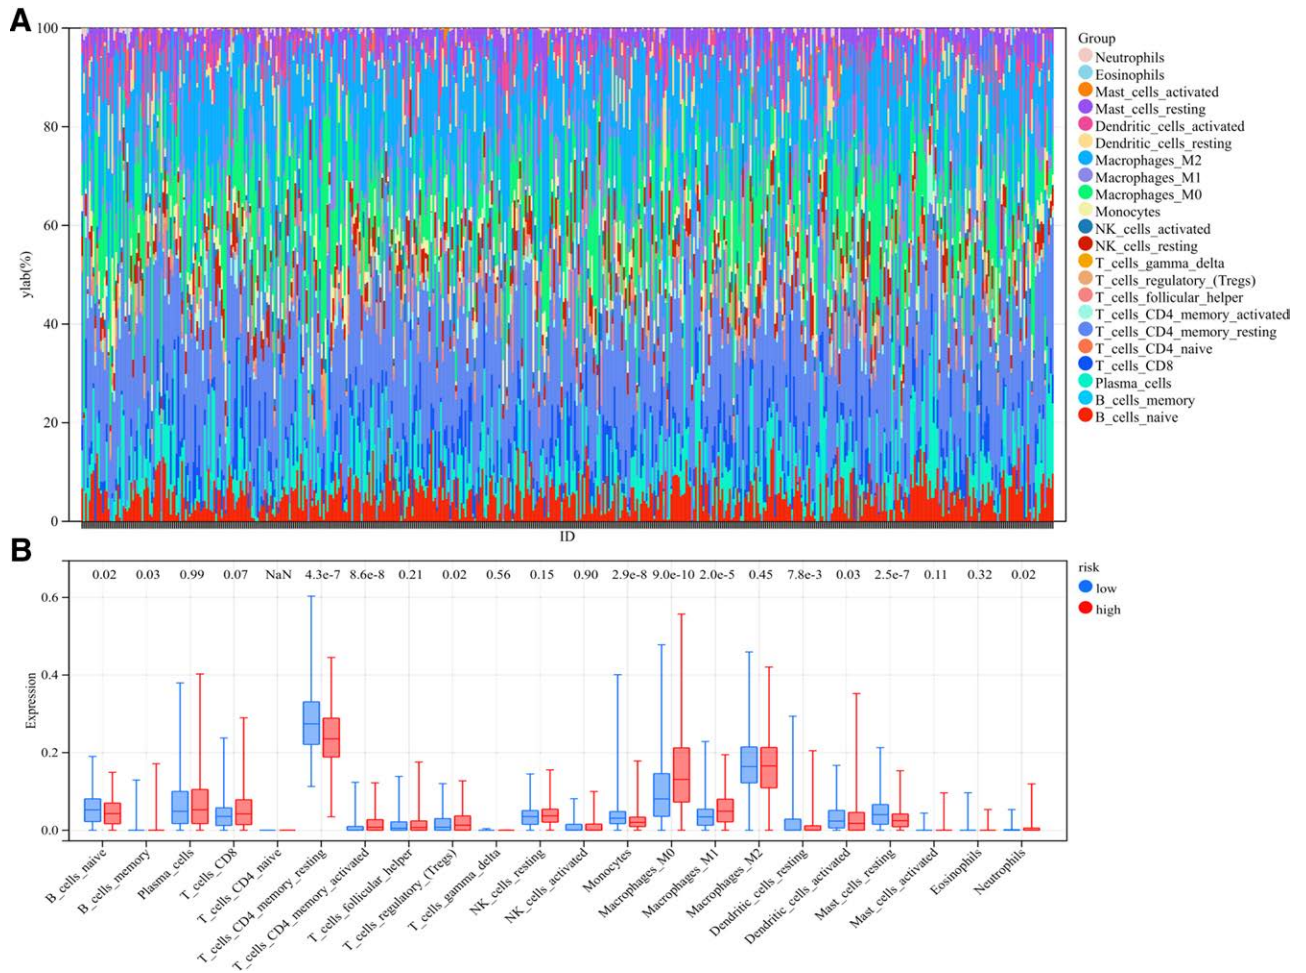 A
100
80
60
40
20
0
ylab(%)
ID
Group
Neutrophils
Eosinophils
Mast_cells_activated
Mast_cells_resting
Dendritic_cells_activated
Dendritic_cells_resting
Macrophages_M2
Macrophages_M1
Macrophages_M0
Monocytes
NK_cells_activated
NK_cells_resting
T_cells_gamma_delta
T_cells_regulatory_(Tregs)
T_cells_follicular_helper
T_cells_CD4_memory_activated
T_cells_CD4_memory_resting
T_cells_CD4_naive
T_cells_CD8
Plasma_cells
B_cells_memory
B_cells_naive
B
0.02 0.03 0.99 0.07 NaN 4.3e-7 8.6e-8 0.21 0.02 0.56 0.15 0.90 2.9e-8 9.0e-10 2.0e-5 0.45 7.8e-3 0.03 2.5e-7 0.11 0.32 0.02
0.6
0.4
0.2
0.0
Expression
risk
low
high
B_cells_naive
B_cells_memory
Plasma_cells
T_cells_CD8
T_cells_CD4_naive
T_cells_CD4_memory_resting
T_cells_CD4_memory_activated
T_cells_follicular_helper
T_cells_regulatory_(Tregs)
T_cells_gamma_delta
NK_cells_resting
NK_cells_activated
Monocytes
Macrophages_M0
Macrophages_M1
Macrophages_M2
Dendritic_cells_resting
Dendritic_cells_activated
Mast_cells_resting
Mast_cells_activated
Eosinophils
Neutrophils